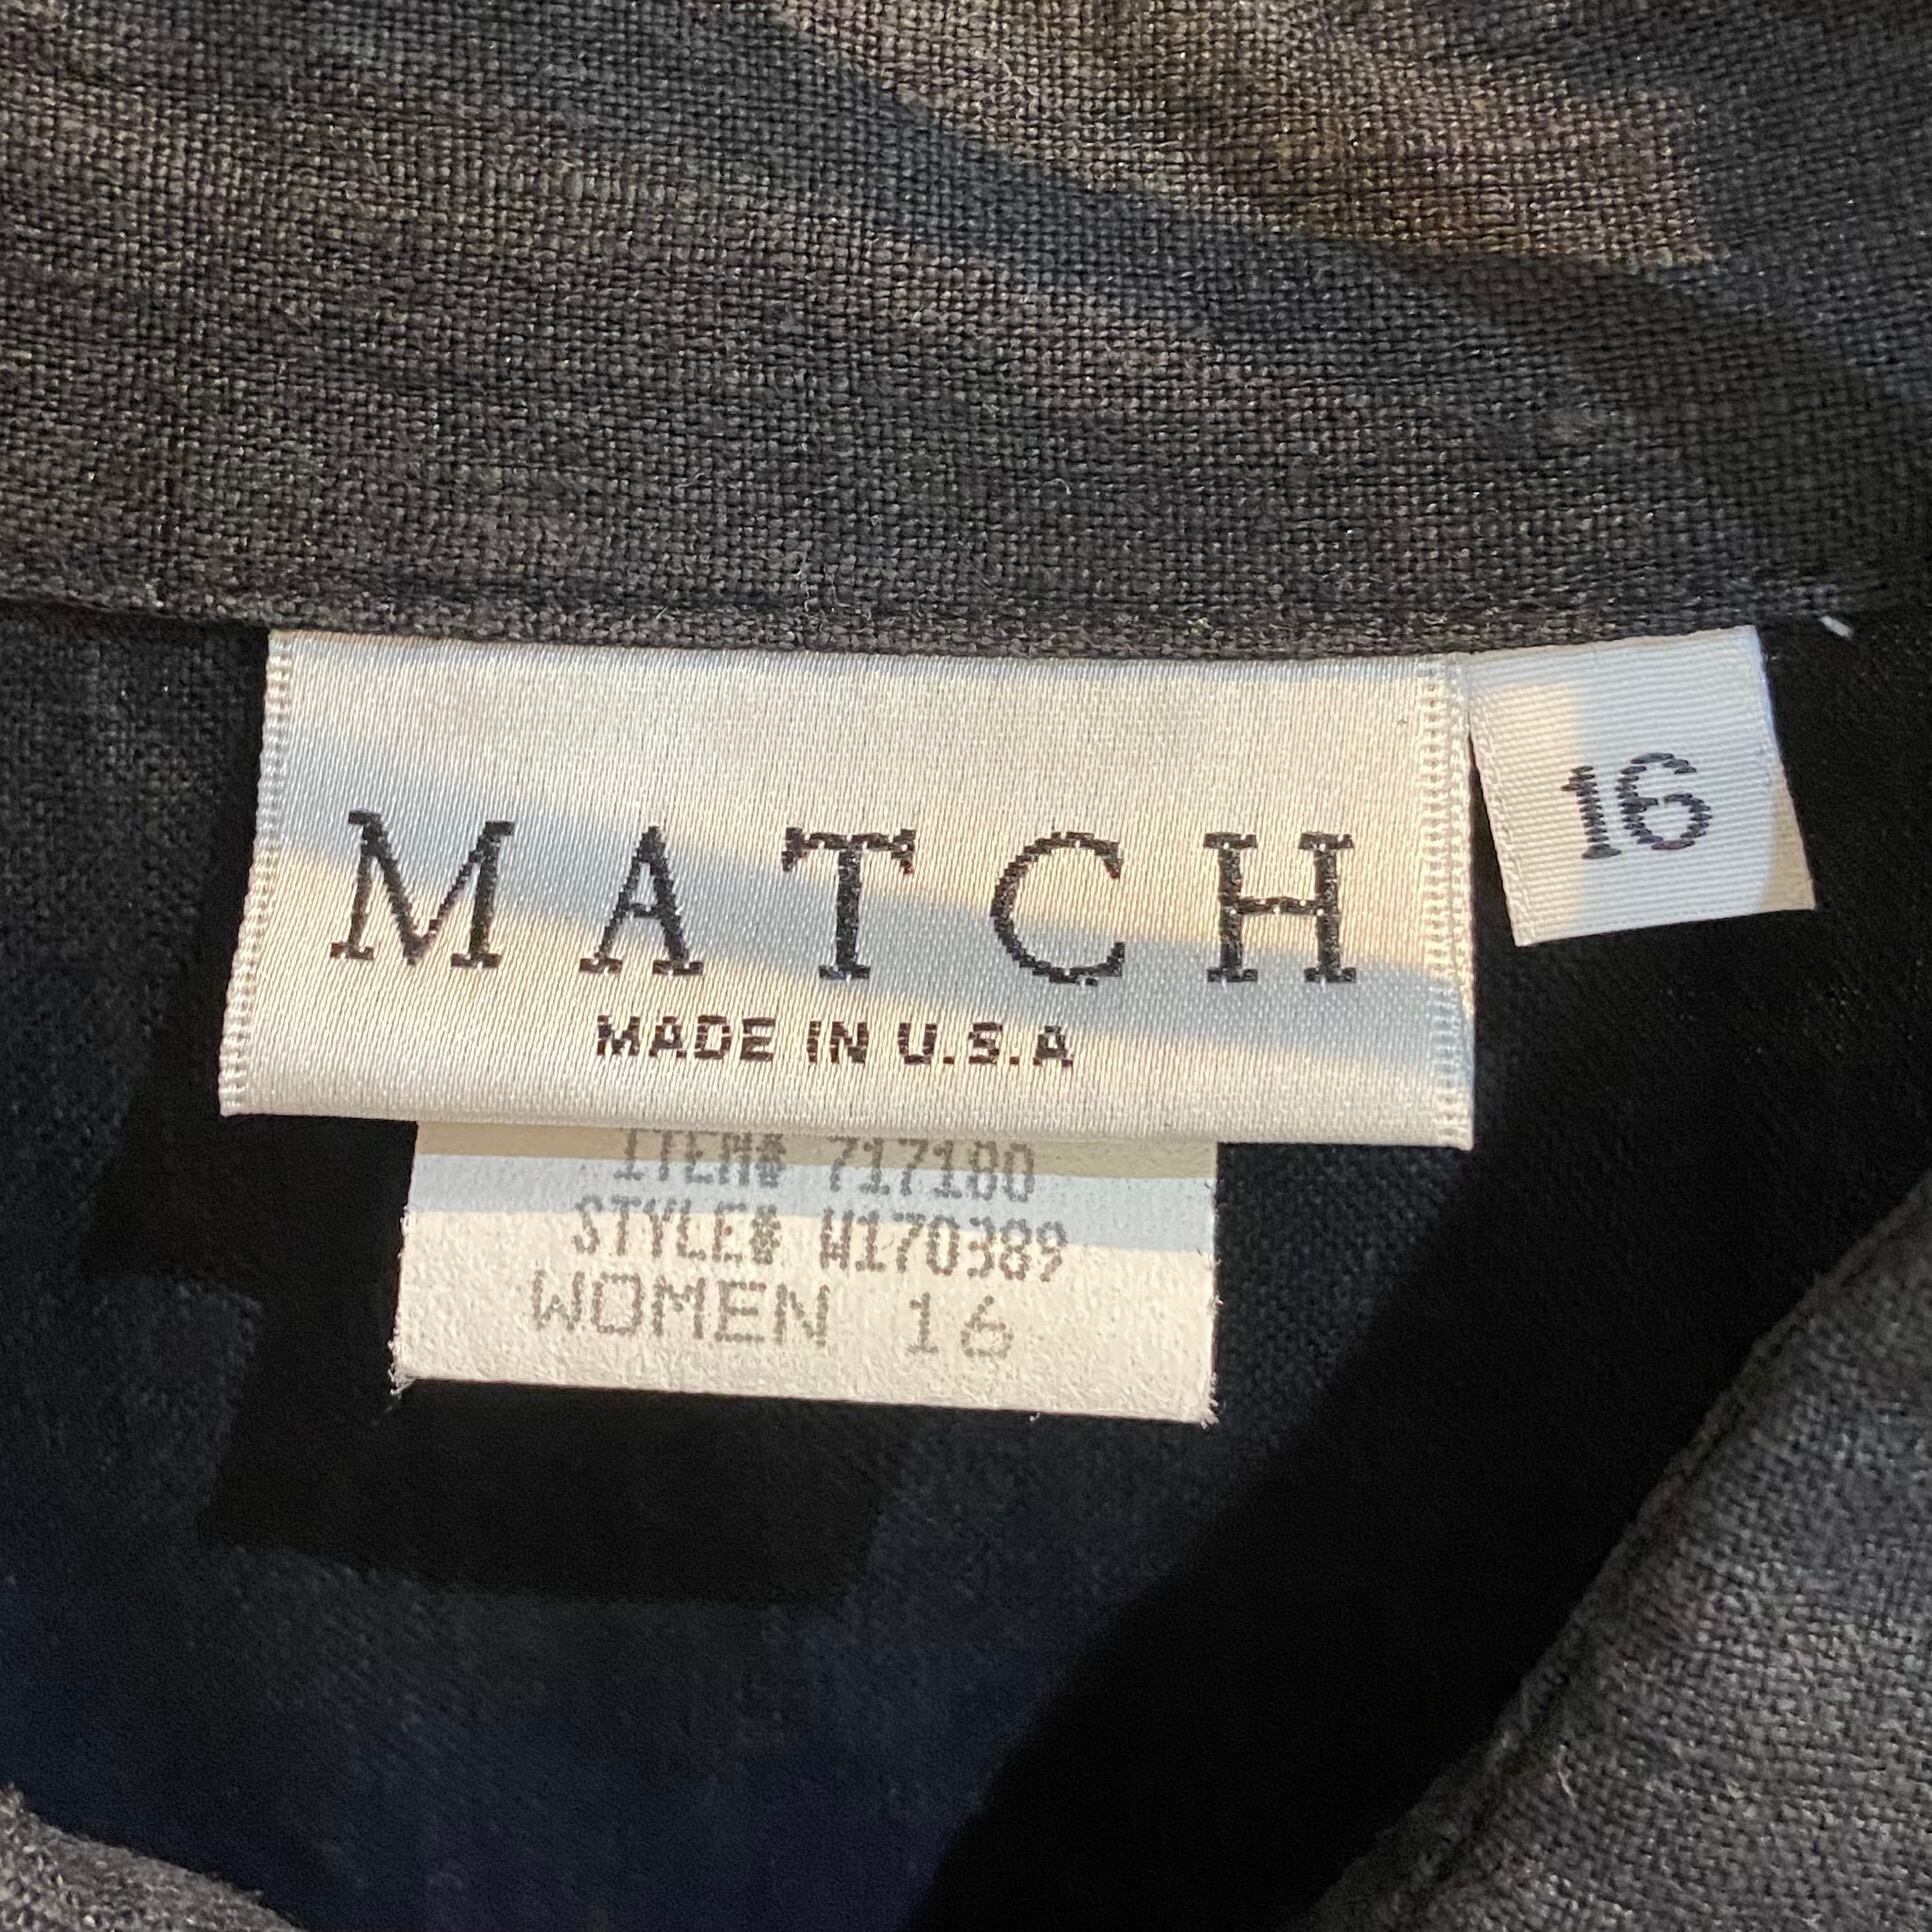 MATCH
16
MADE IN U.S.A
ITEM# 717180
STYLE# W170389
WOMEN 16